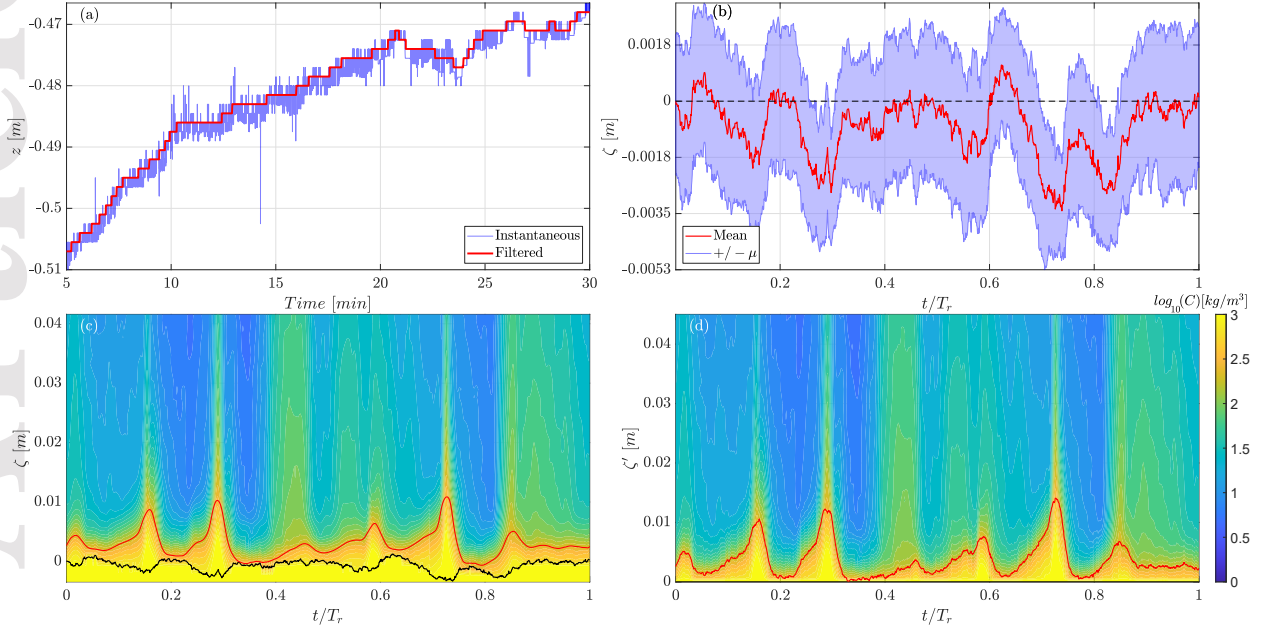 (a)
-0.47
-0.48
-0.49
-0.5
-0.51
z [m]
5
10
15
20
25
30
Time [min]
Instantaneous
Filtered
(b)
0.0018
0
-0.0018
-0.0035
-0.0053
ζ [m]
0.2
0.4
0.6
0.8
1
t/T_r
Mean
+/ − μ
(c)
0.04
0.03
0.02
0.01
0
ζ [m]
0
0.2
0.4
0.6
0.8
1
t/T_r
(d)
0.04
0.03
0.02
0.01
0
ζ′ [m]
0
0.2
0.4
0.6
0.8
1
t/T_r
log_10(C)[kg/m^3]
3
2.5
2
1.5
1
0.5
0